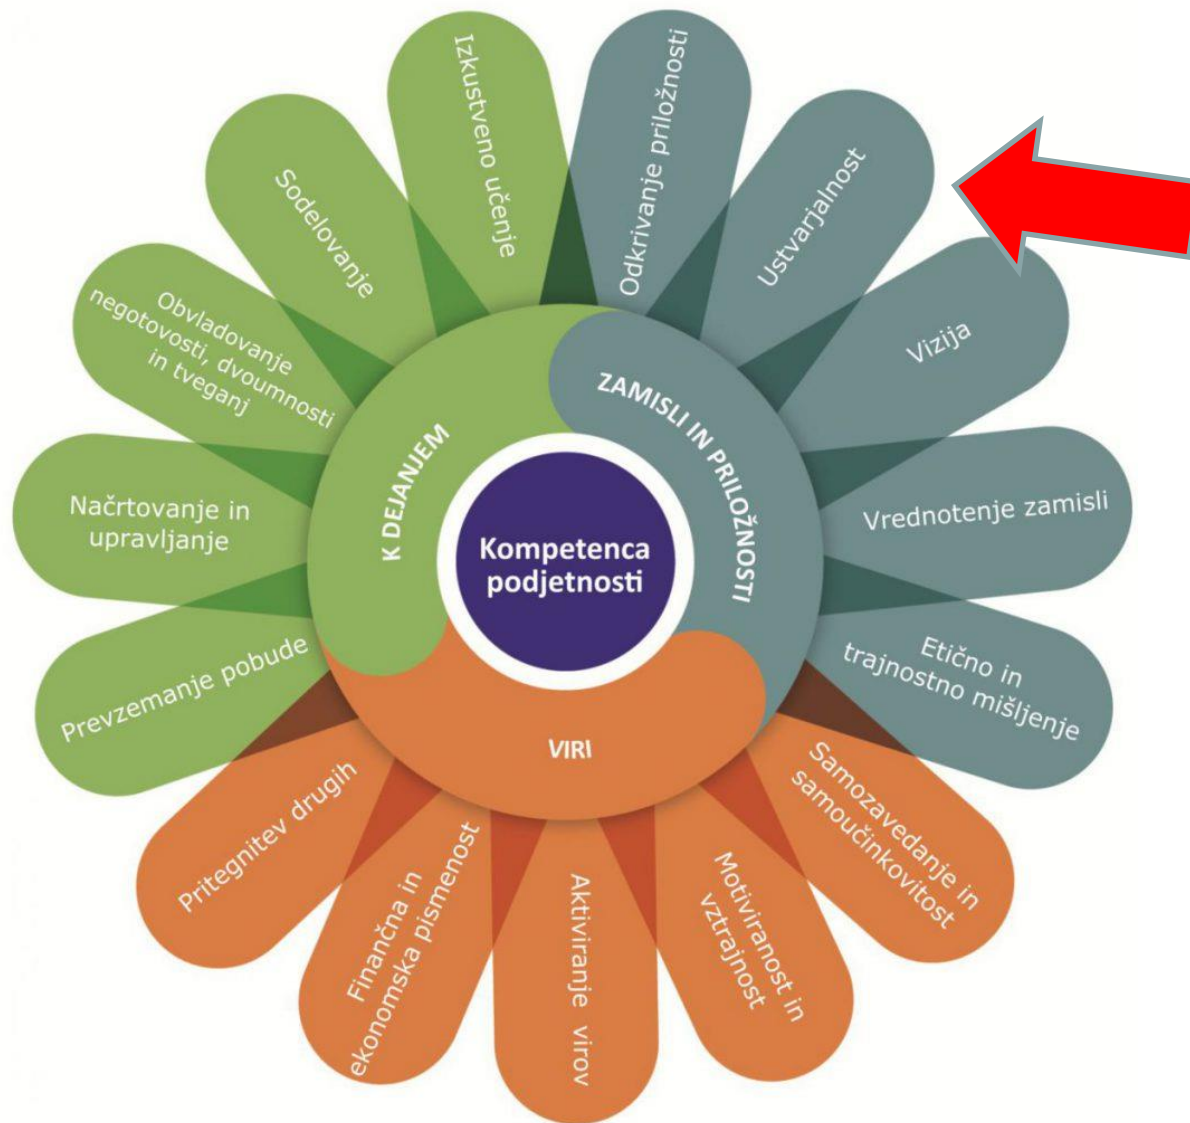 Kompetenca
podjetnosti
ZAMISLI IN PRILOŽNOSTI
Odkrivanje priložnosti
Ustvarjalnost
Vizija
Vrednotenje zamisli
Etično in
trajnostno mišljenje
VIRI
Samozavedanje in
samoučinkovitost
Motiviranost in
vztrajnost
Aktiviranje virov
Finančna in
ekonomska pismenost
Pritegnitev drugih
K DEJANJEM
Prevzemanje pobude
Načrtovanje in
upravljanje
Obvladovanje
negotovosti, dvoumnosti
in tveganj
Sodelovanje
Izkustveno učenje